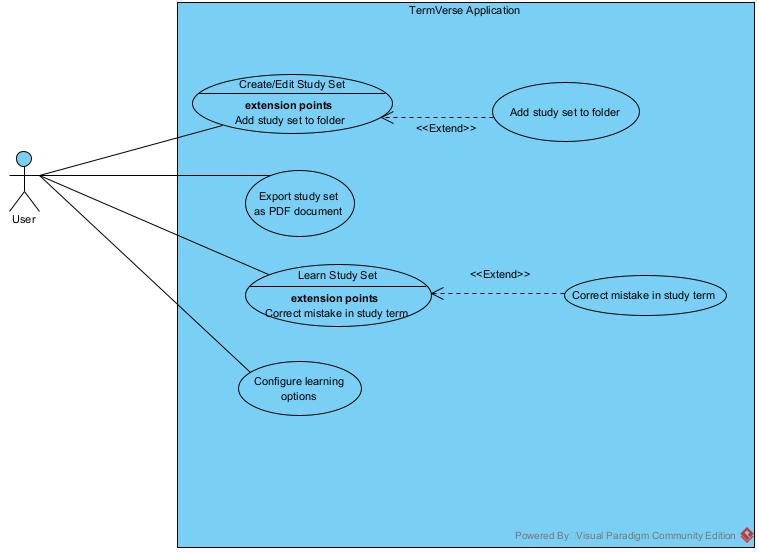 TermVerse Application
Create/Edit Study Set
extension points
Add study set to folder
<<Extend>>
Add study set to folder
User
Export study set
as PDF document
Learn Study Set
extension points
Correct mistake in study term
<<Extend>>
Correct mistake in study term
Configure learning
options
Powered By: Visual Paradigm Community Edition